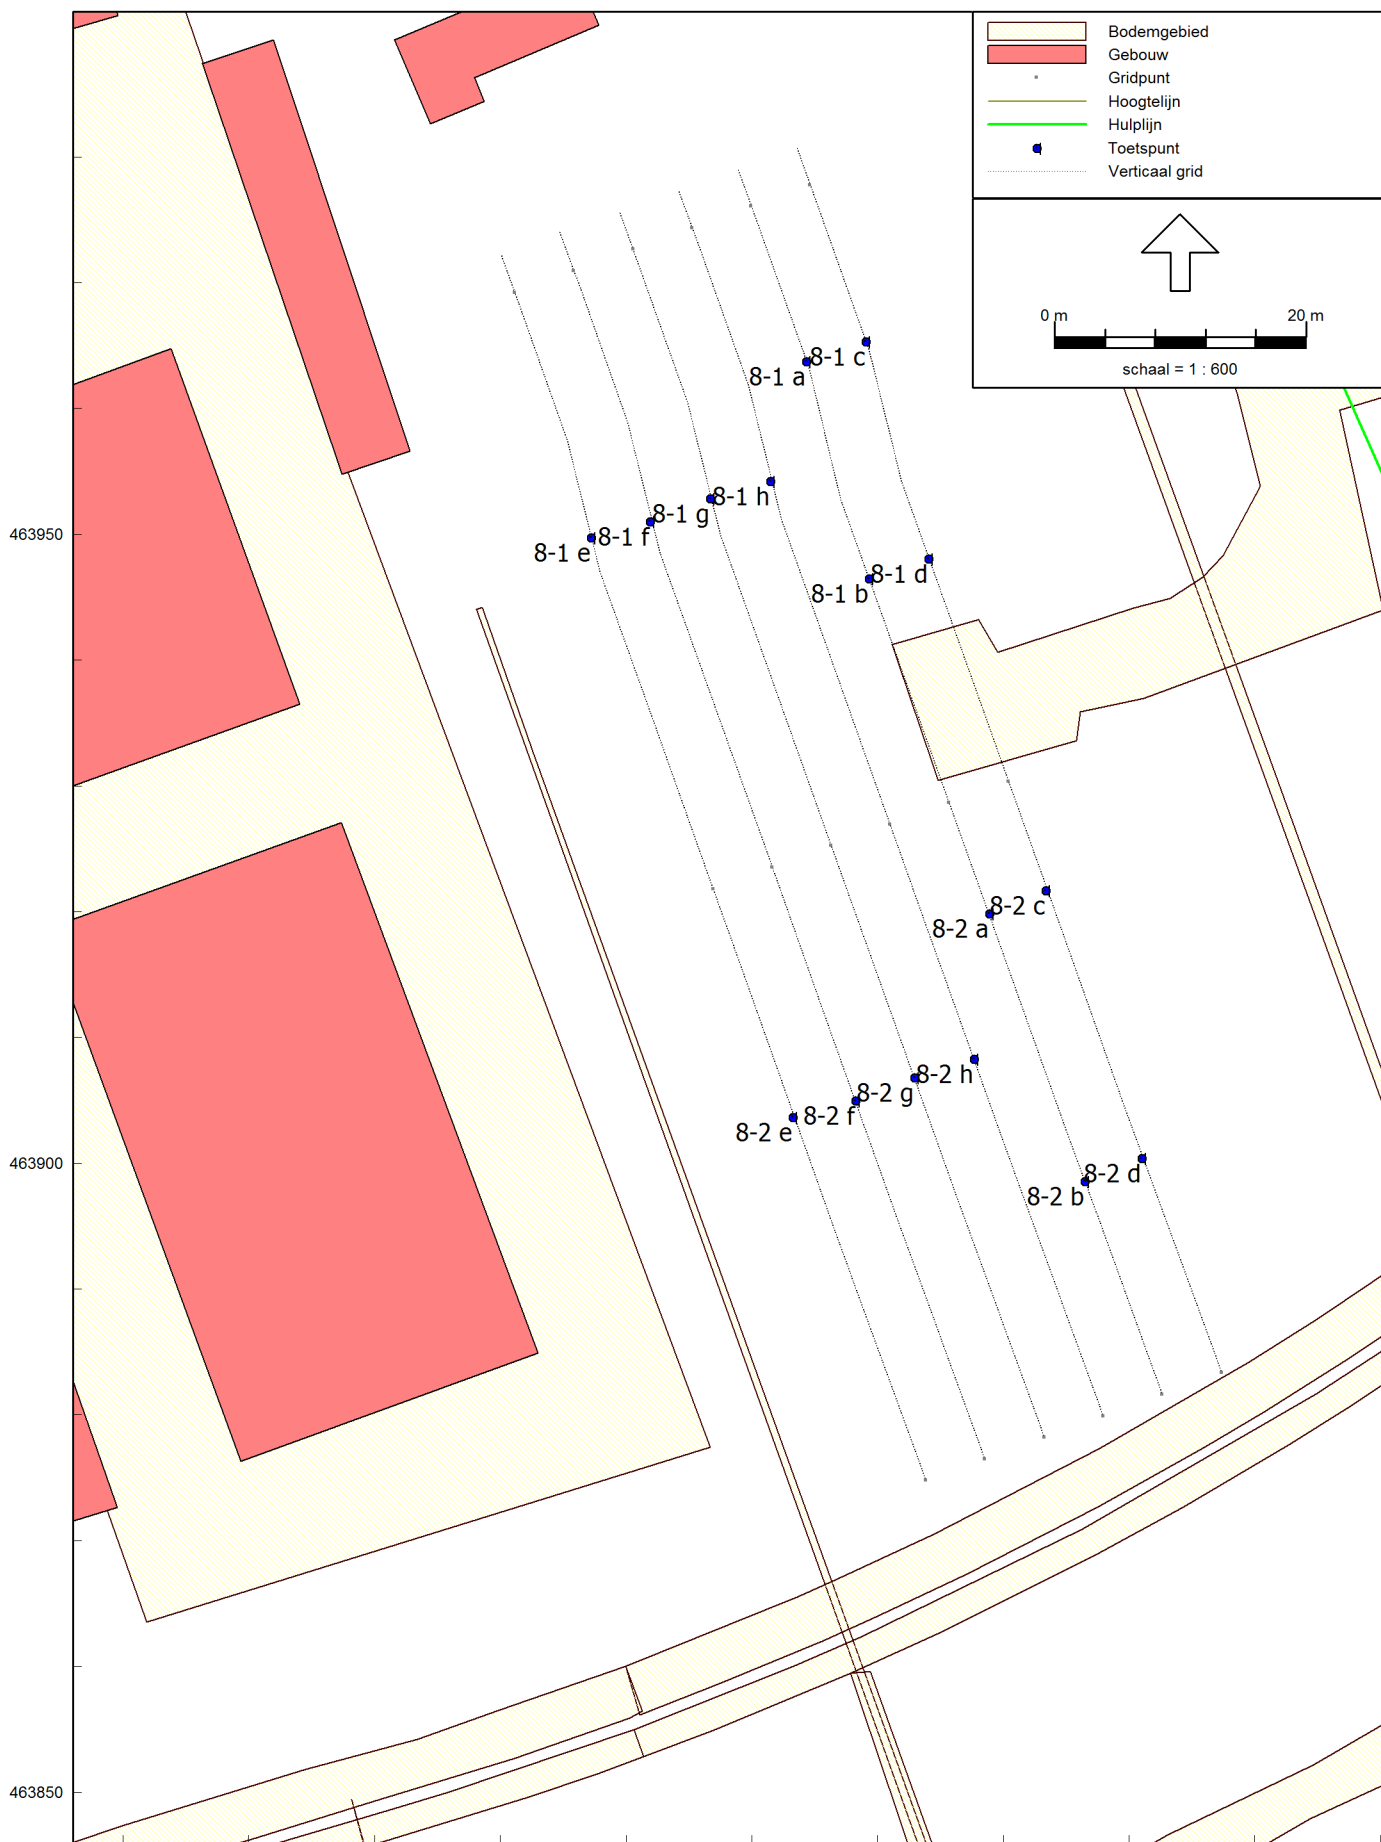 Bodemgebied
Gebouw
Gridpunt
Hoogtelijn
Hulplijn
Toetspunt
Verticaal grid
0 m 20 m
schaal = 1 : 600
8-1 c
8-1 a
8-1 h
8-1 g
8-1 f
8-1 e
463950
8-1 d
8-1 b
8-2 c
8-2 a
8-2 h
8-2 g
8-2 f
8-2 e
463900
8-2 d
8-2 b
463850